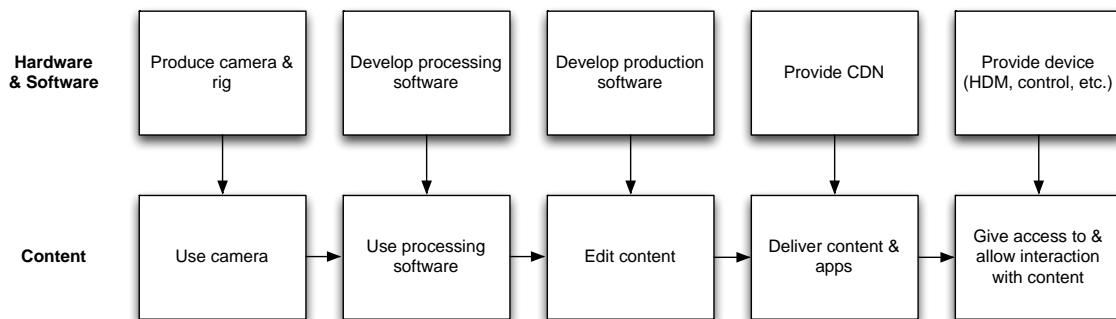 Hardware
& Software
Produce camera &
rig
Develop processing
software
Develop production
software
Provide CDN
Provide device
(HDM, control, etc.)
Content
Use camera
Use processing
software
Edit content
Deliver content &
apps
Give access to &
allow interaction
with content